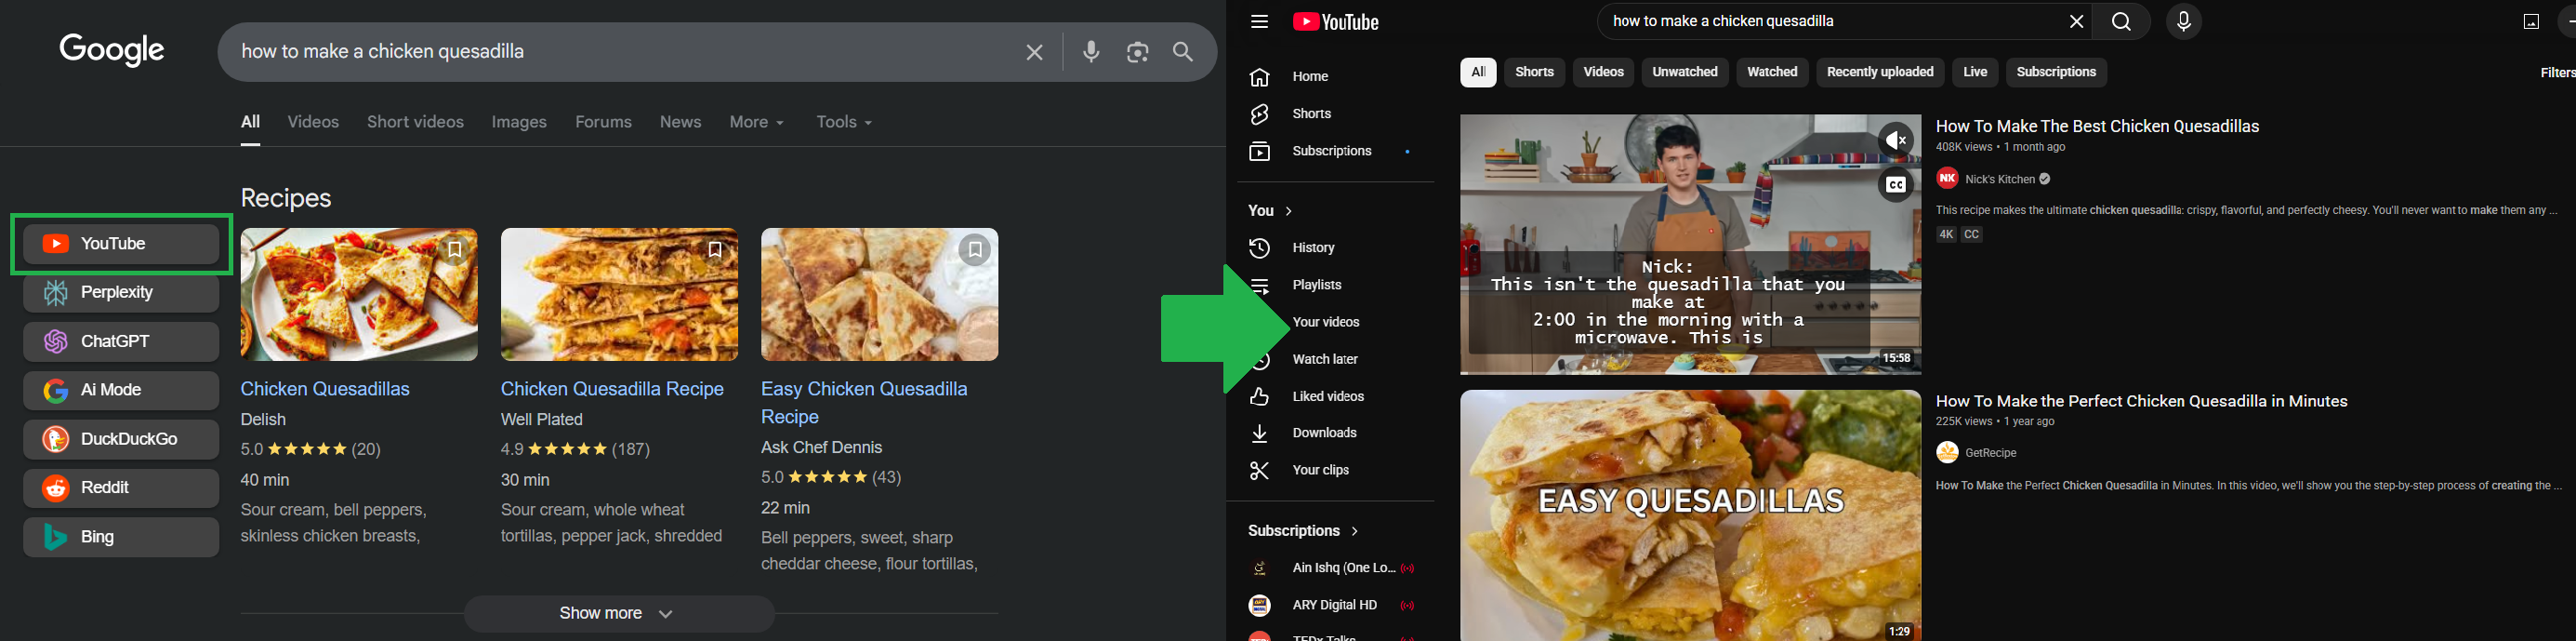 Google
how to make a chicken quesadilla
All Videos Short videos Images Forums News More Tools
Recipes
YouTube
Perplexity
ChatGPT
Ai Mode
DuckDuckGo
Reddit
Bing
Chicken Quesadillas
Delish
5.0 ★★★★★ (20)
40 min
Sour cream, bell peppers,
skinless chicken breasts,
Chicken Quesadilla Recipe
Well Plated
4.9 ★★★★★ (187)
30 min
Sour cream, whole wheat
tortillas, pepper jack, shredded
Easy Chicken Quesadilla
Recipe
Ask Chef Dennis
5.0 ★★★★★ (43)
22 min
Bell peppers, sweet, sharp
cheddar cheese, flour tortillas,
Show more
YouTube
how to make a chicken quesadilla
Home
Shorts
Subscriptions
You
History
Playlists
Your videos
Watch later
Liked videos
Downloads
Your clips
Subscriptions
Ain Ishq (One Lo...
ARY Digital HD
TEDx Talks
All Shorts Videos Unwatched Watched Recently uploaded Live Subscriptions
Filters
CC
Nick:
This isn't the quesadilla that you
make at
2:00 in the morning with a
microwave. This is
15:58
How To Make The Best Chicken Quesadillas
408K views • 1 month ago
NK Nick's Kitchen
This recipe makes the ultimate chicken quesadilla: crispy, flavorful, and perfectly cheesy. You'll never want to make them any ...
4K CC
EASY QUESADILLAS
1:29
How To Make the Perfect Chicken Quesadilla in Minutes
225K views • 1 year ago
GetRecipe
How To Make the Perfect Chicken Quesadilla in Minutes. In this video, we'll show you the step-by-step process of creating the ...